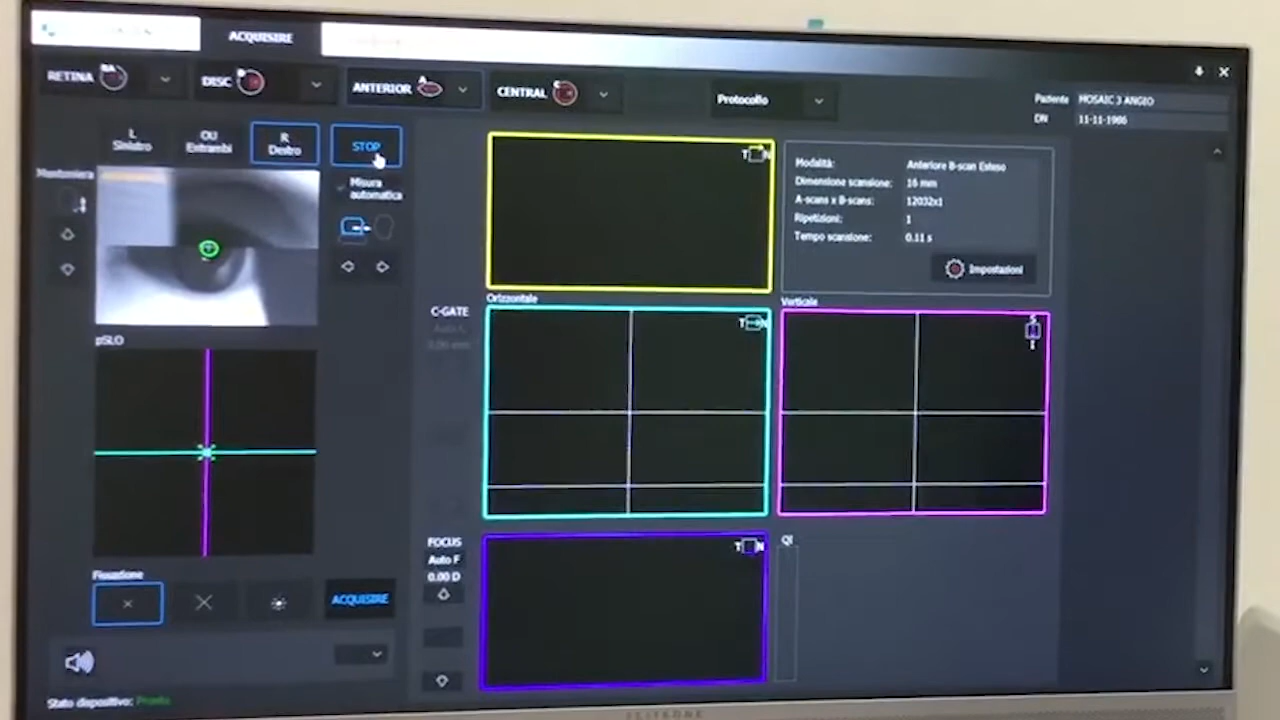 ACQUISIRE
RETINA
DISC
ANTERIOR
CENTRAL
Protocollo
Paziente MOSAIC 3 ANGIO
DN 11-11-1986
L
Sinistro
OU
Entrambi
R
Destro
STOP
Mentoniera
Misura
automatica
T N
Modalità: Anteriore B-scan Esteso
Dimensione scansione: 16 mm
A-scans x B-scans: 12032x1
Ripetizioni: 1
Tempo scansione: 0.11 s
Impostazioni
Orizzontale
Verticale
C-GATE
T N
S
I
pSLO
FOCUS
Auto F
0.00 D
T N
QI
Fissazione
ACQUISIRE
Stato dispositivo: Pronto